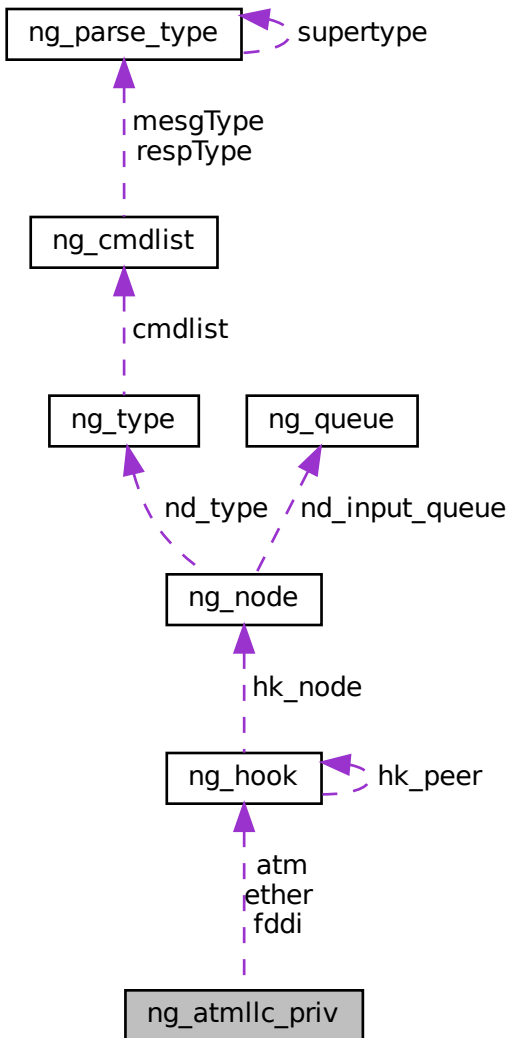 ng_parse_type
supertype
mesgType
respType
ng_cmdlist
cmdlist
ng_type
ng_queue
nd_type
nd_input_queue
ng_node
hk_node
ng_hook
hk_peer
atm
ether
fddi
ng_atmllc_priv